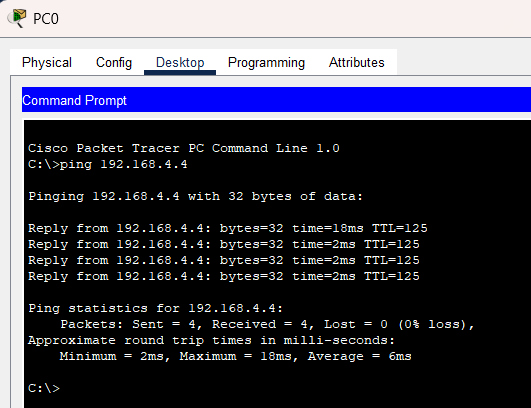 PC0
Physical Config Desktop Programming Attributes
Command Prompt
Cisco Packet Tracer PC Command Line 1.0
C:\>ping 192.168.4.4
Pinging 192.168.4.4 with 32 bytes of data:
Reply from 192.168.4.4: bytes=32 time=18ms TTL=125
Reply from 192.168.4.4: bytes=32 time=2ms TTL=125
Reply from 192.168.4.4: bytes=32 time=2ms TTL=125
Reply from 192.168.4.4: bytes=32 time=2ms TTL=125
Ping statistics for 192.168.4.4:
Packets: Sent = 4, Received = 4, Lost = 0 (0% loss),
Approximate round trip times in milli-seconds:
Minimum = 2ms, Maximum = 18ms, Average = 6ms
C:\>